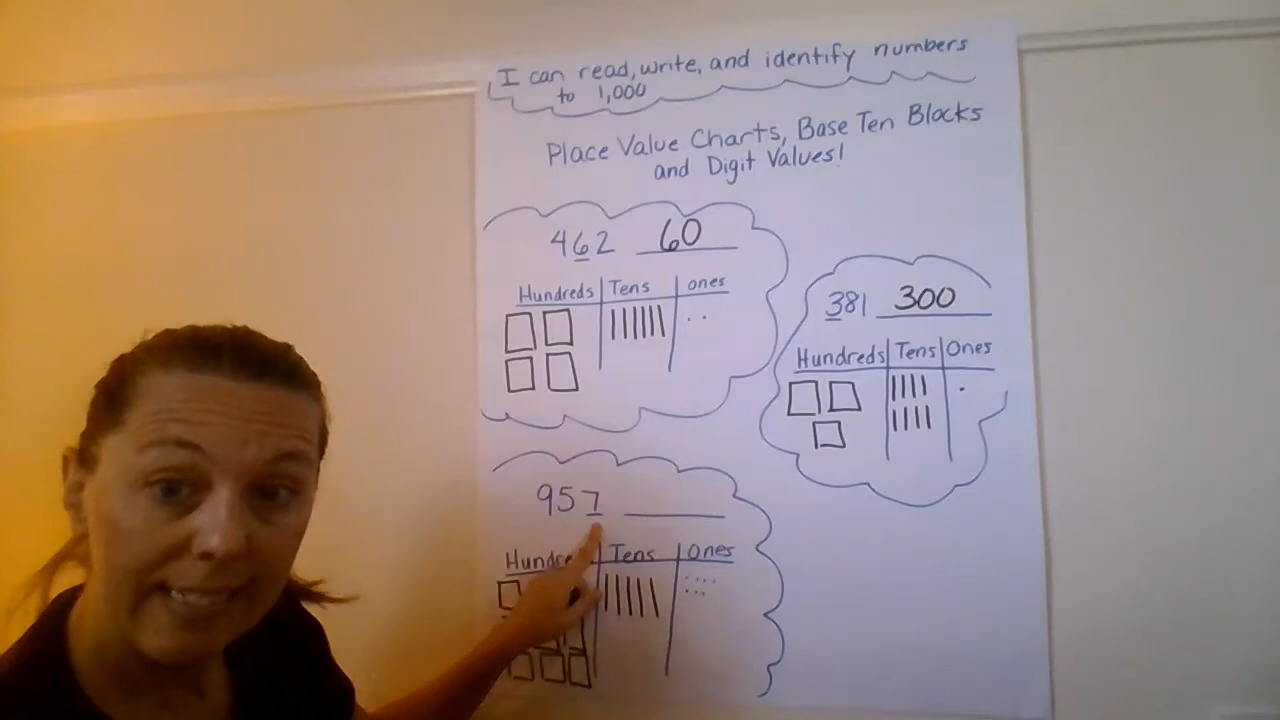 I can read, write, and identify numbers
to 1,000
Place Value Charts, Base Ten Blocks
and Digit Values!
462 60
Hundreds Tens ones
381 300
Hundreds Tens Ones
957
Tens Ones